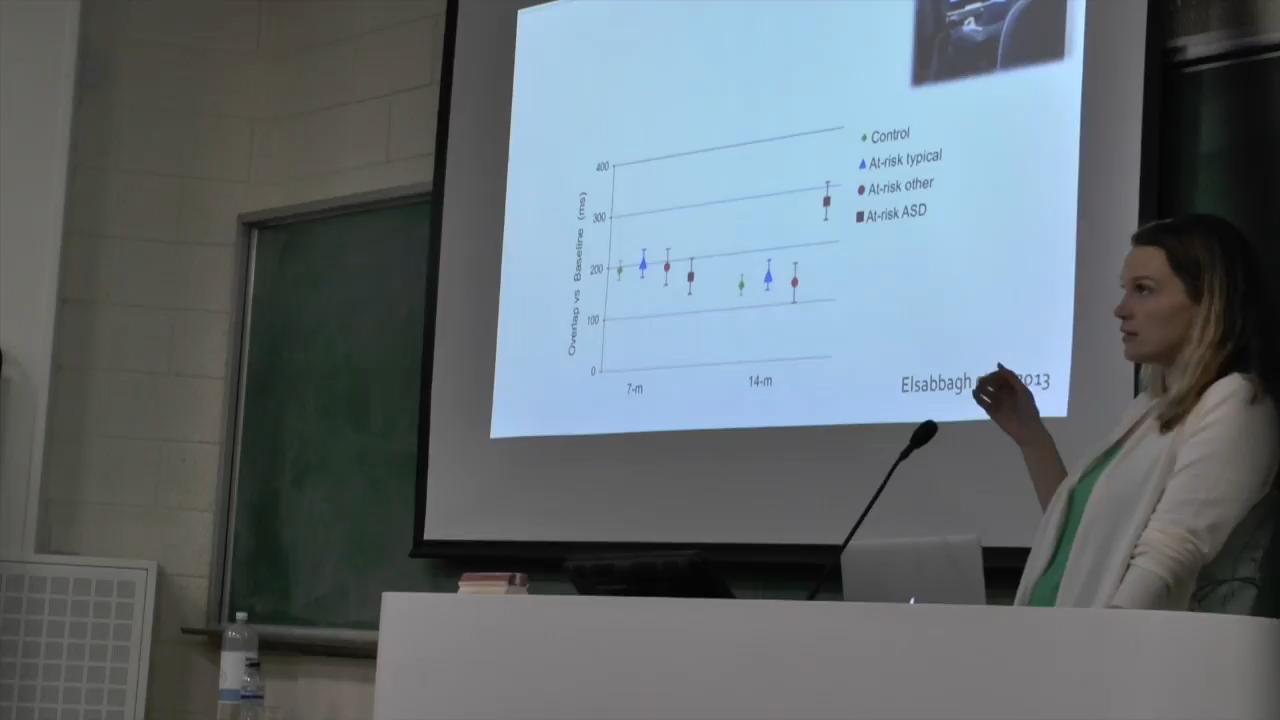 Control
At-risk typical
At-risk other
At-risk ASD
400
300
200
100
0
Overlap vs Baseline (ms)
7-m
14-m
Elsabbagh 2013